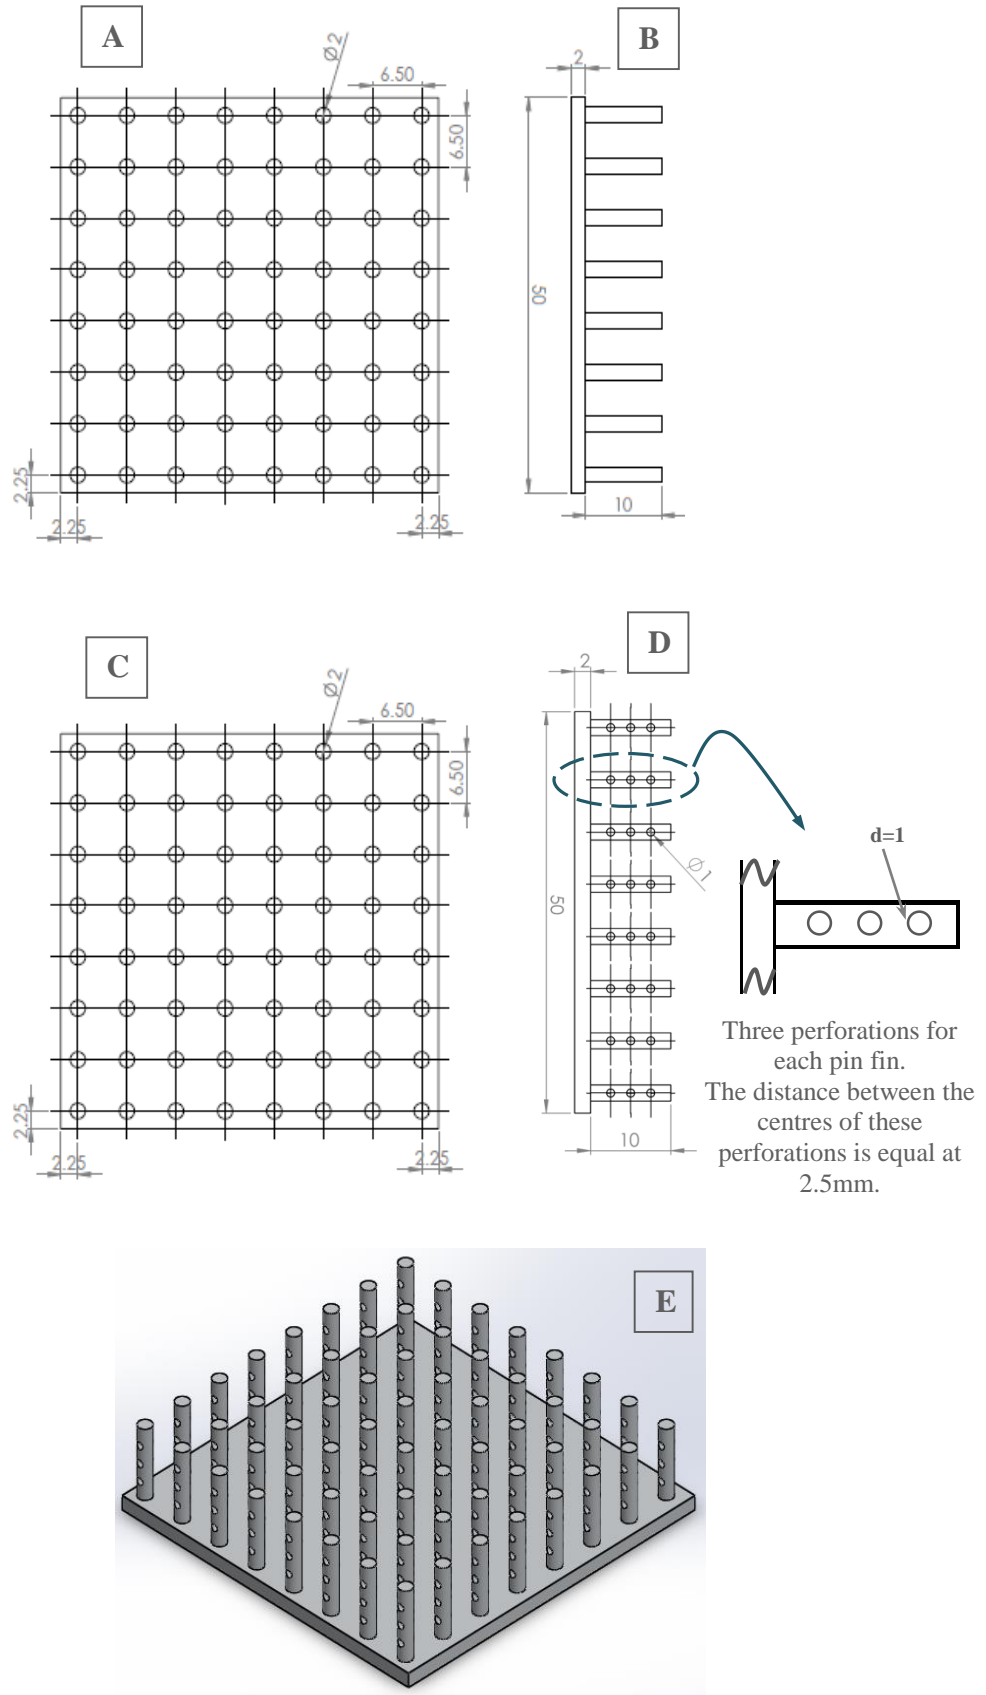 A
B
Ø2
6.50
6.50
2.25
2.25
2.25
2
50
10
C
D
Ø2
6.50
6.50
2.25
2.25
2.25
2
50
Ø1
10
d=1
Three perforations for
each pin fin.
The distance between the
centres of these
perforations is equal at
2.5mm.
E